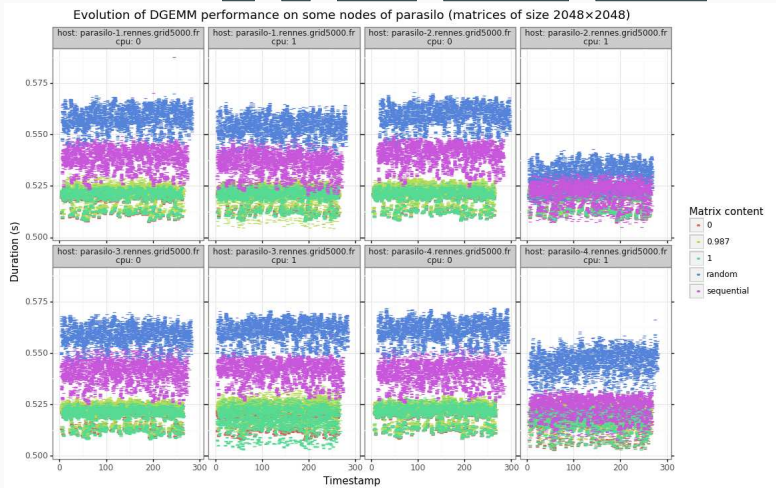 Evolution of DGEMM performance on some nodes of parasilo (matrices of size 2048×2048)
host: parasilo-1.rennes.grid5000.fr
cpu: 0
host: parasilo-1.rennes.grid5000.fr
cpu: 1
host: parasilo-2.rennes.grid5000.fr
cpu: 0
host: parasilo-2.rennes.grid5000.fr
cpu: 1
0.575
0.550
0.525
0.500
host: parasilo-3.rennes.grid5000.fr
cpu: 0
host: parasilo-3.rennes.grid5000.fr
cpu: 1
host: parasilo-4.rennes.grid5000.fr
cpu: 0
host: parasilo-4.rennes.grid5000.fr
cpu: 1
0.575
0.550
0.525
0.500
0 100 200 300 0 100 200 300 0 100 200 300 0 100 200 300
Timestamp
Duration (s)
Matrix content
0
0.987
1
random
sequential